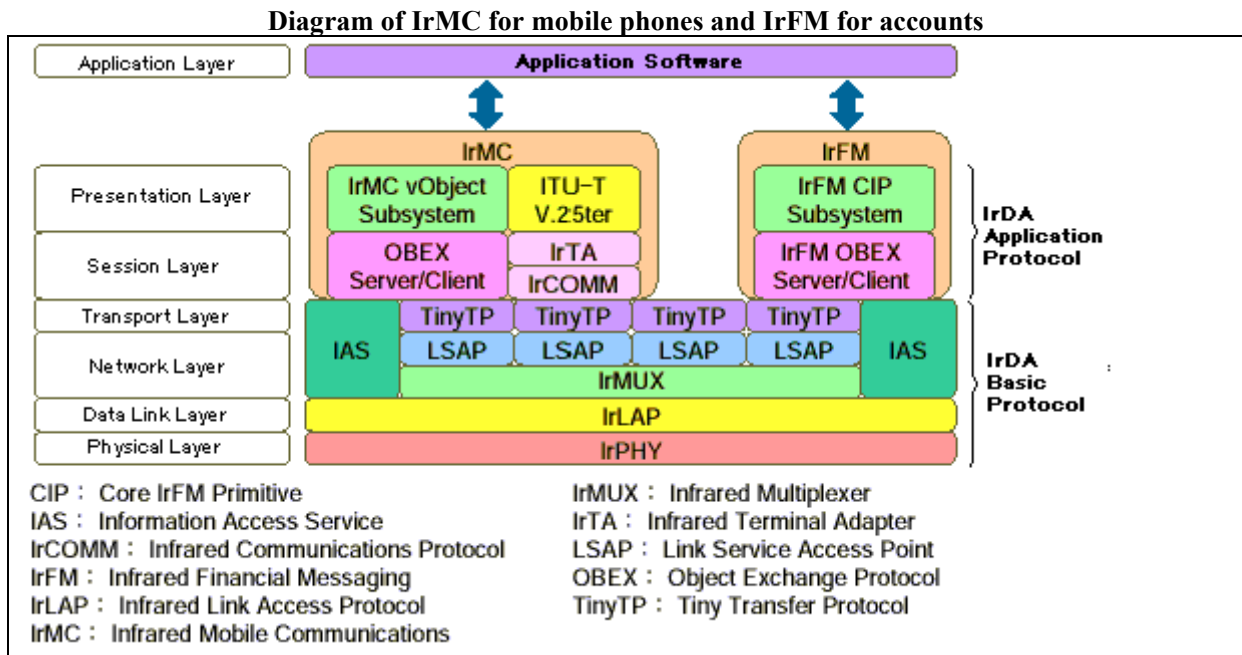 Diagram of IrMC for mobile phones and IrFM for accounts
Application Layer
Application Software
IrMC
IrFM
Presentation Layer
IrMC vObject
Subsystem
ITU-T
V.25ter
IrFM CIP
Subsystem
IrDA
Application
Protocol
Session Layer
OBEX
Server/Client
IrTA
IrCOMM
IrFM OBEX
Server/Client
Transport Layer
IAS
TinyTP
TinyTP
TinyTP
TinyTP
IAS
Network Layer
LSAP
LSAP
LSAP
LSAP
IrMUX
IrDA
Basic
Protocol
:
Data Link Layer
IrLAP
Physical Layer
IrPHY
CIP : Core IrFM Primitive
IAS : Information Access Service
IrCOMM : Infrared Communications Protocol
IrFM : Infrared Financial Messaging
IrLAP : Infrared Link Access Protocol
IrMC : Infrared Mobile Communications
IrMUX : Infrared Multiplexer
IrTA : Infrared Terminal Adapter
LSAP : Link Service Access Point
OBEX : Object Exchange Protocol
TinyTP : Tiny Transfer Protocol